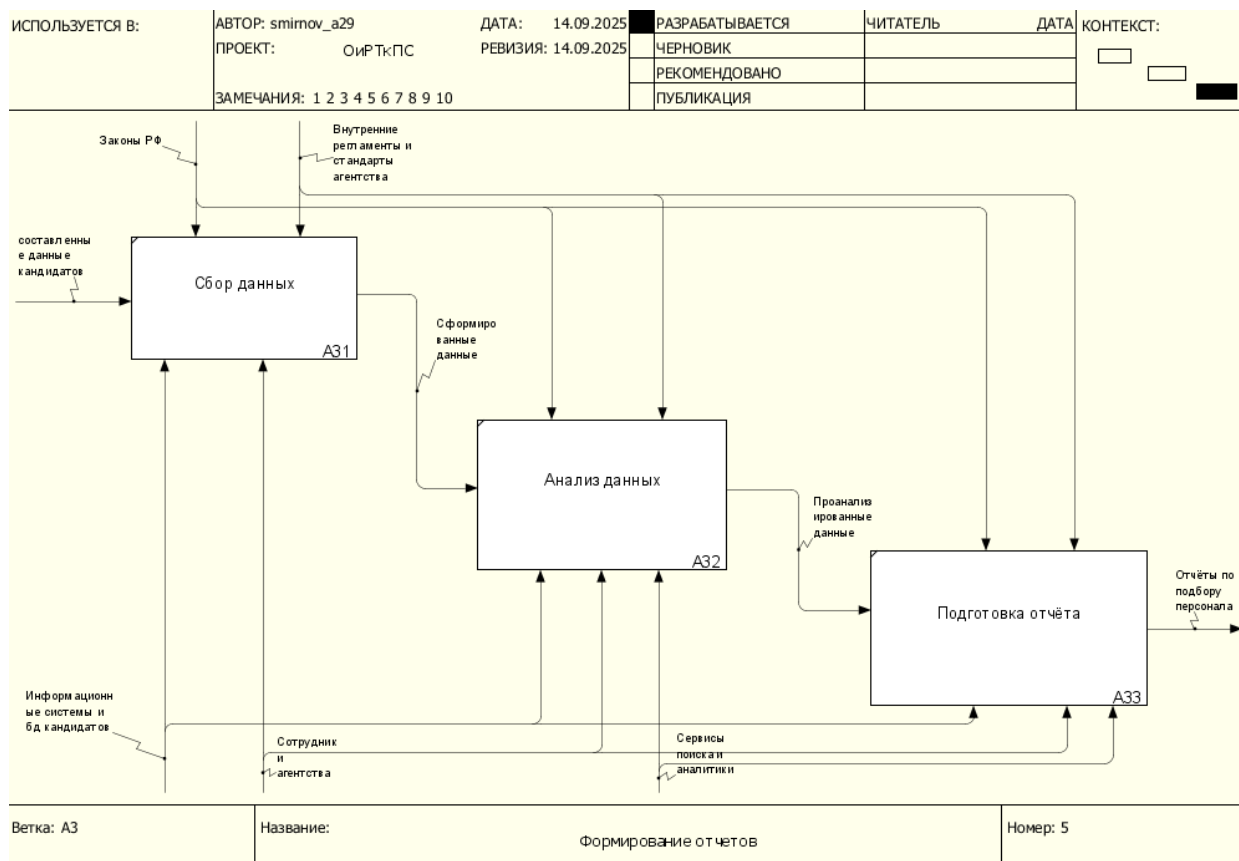 ИСПОЛЬЗУЕТСЯ В:
АВТОР: smirnov_a29
ДАТА: 14.09.2025
ПРОЕКТ: ОиРТкПС
РЕВИЗИЯ: 14.09.2025
ЗАМЕЧАНИЯ: 1 2 3 4 5 6 7 8 9 10
РАЗРАБАТЫВАЕТСЯ
ЧЕРНОВИК
РЕКОМЕНДОВАНО
ПУБЛИКАЦИЯ
ЧИТАТЕЛЬ
ДАТА
КОНТЕКСТ:
Законы РФ
Внутренние
регламенты и
стандарты
агентства
составленны
е данные
кандидатов
Сбор данных
A31
Сформиро
ванные
данные
Анализ данных
A32
Проанализ
ированные
данные
Подготовка отчёта
A33
Отчёты по
подбору
персонала
Информационн
ые системы и
бд кандидатов
Сотрудник
и
агентства
Сервисы
поиска и
аналитики
Ветка: A3
Название:
Формирование отчетов
Номер: 5